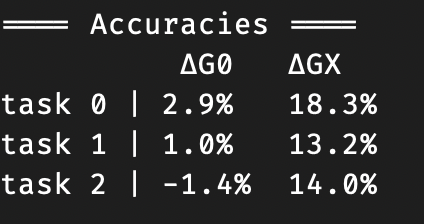 ═══ Accuracies ═══
ΔG0 ΔGX
task 0 | 2.9% 18.3%
task 1 | 1.0% 13.2%
task 2 | -1.4% 14.0%